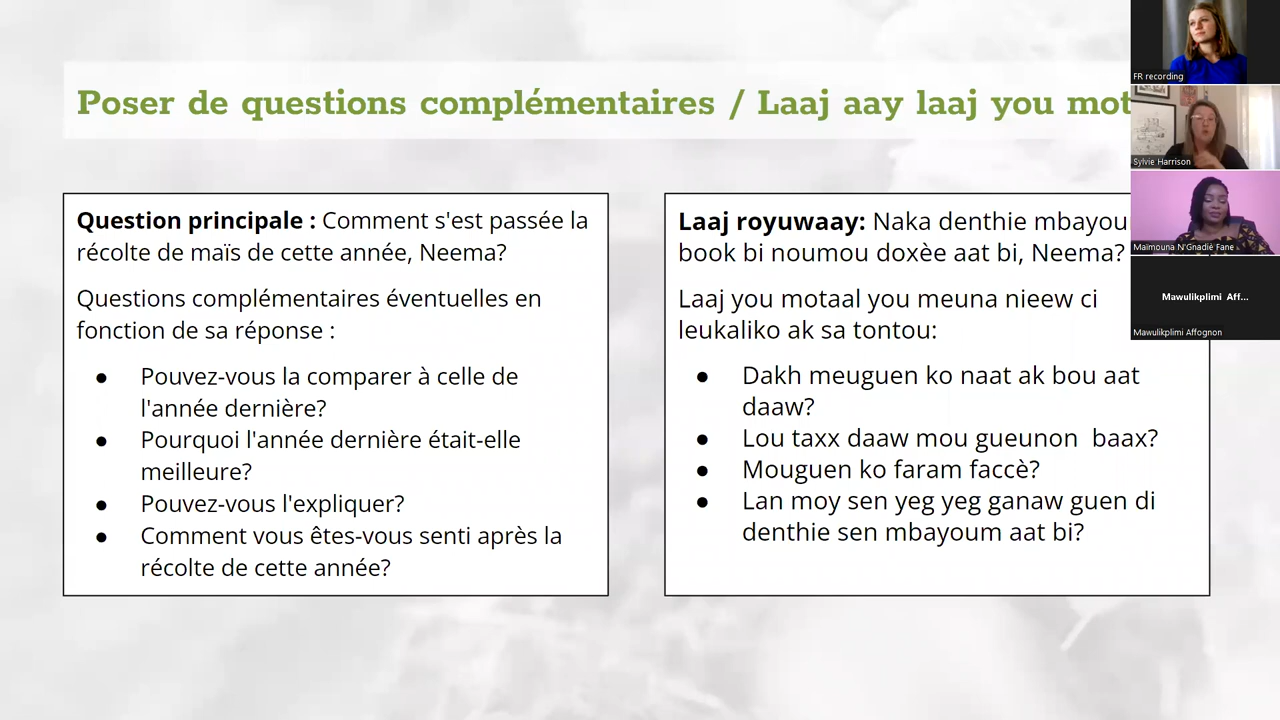 Poser de questions complémentaires / Laaj aay laaj you mot
Question principale : Comment s'est passée la
récolte de maïs de cette année, Neema?
Questions complémentaires éventuelles en
fonction de sa réponse :
● Pouvez-vous la comparer à celle de
l'année dernière?
● Pourquoi l'année dernière était-elle
meilleure?
● Pouvez-vous l'expliquer?
● Comment vous êtes-vous senti après la
récolte de cette année?
Laaj royuwaay: Naka denthie mbayou
book bi noumou doxèe aat bi, Neema?
Laaj you motaal you meuna nieew ci
leukaliko ak sa tontou:
● Dakh meuguen ko naat ak bou aat
daaw?
● Lou taxx daaw mou gueunon baax?
● Mouguen ko faram faccè?
● Lan moy sen yeg yeg ganaw guen di
denthie sen mbayoum aat bi?
FR recording
Sylvie Harrison
Maïmouna N'Gnadié Fane
Mawulikplimi Aff...
Mawulikplimi Affognon